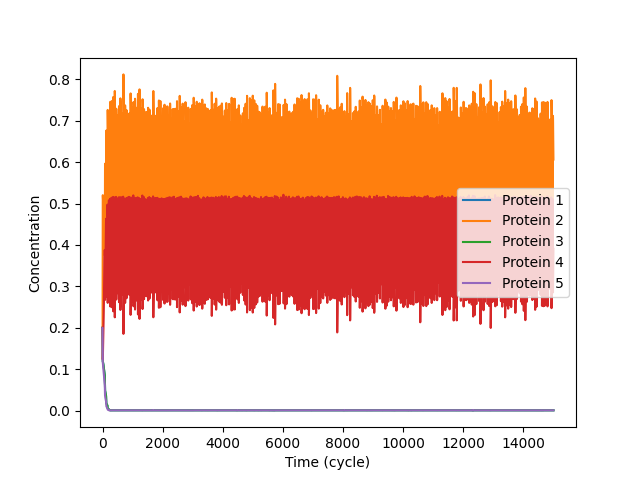 0.8
0.7
0.6
0.5
0.4
0.3
0.2
0.1
0.0
Concentration
Protein 1
Protein 2
Protein 3
Protein 4
Protein 5
0 2000 4000 6000 8000 10000 12000 14000
Time (cycle)